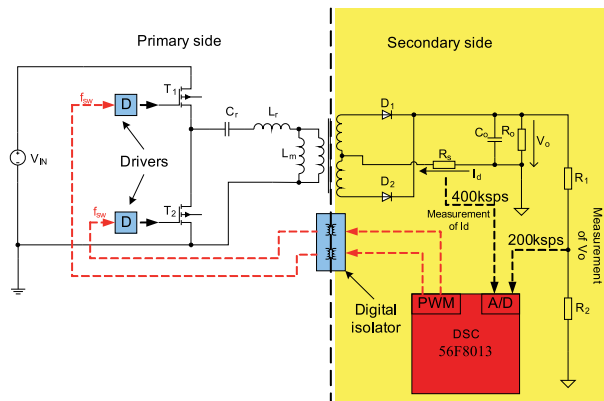 Primary side
Secondary side
fsw
D
T1
Cr
Lr
Lm
VIN
Drivers
fsw
D
T2
D1
Co
Ro
Vo
Rs
Id
D2
400ksps
Measurement
of Id
R1
200ksps
Measurement
of Vo
R2
Digital
isolator
PWM
A/D
DSC
56F8013